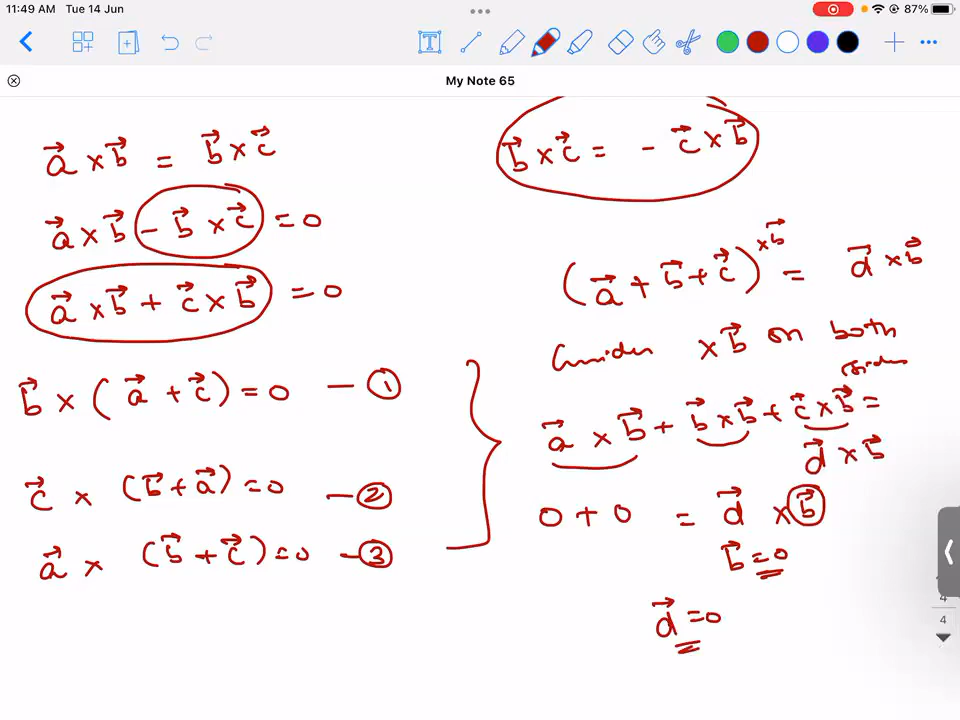 11:49 AM Tue 14 Jun
87%
My Note 65
a⃗ × b⃗ = b⃗ × c⃗
a⃗ × b⃗ - b⃗ × c⃗ = 0
a⃗ × b⃗ + c⃗ × b⃗ = 0
b⃗ × ( a⃗ + c⃗ ) = 0 — ①
c⃗ × ( b⃗ + a⃗ ) = 0 — ②
a⃗ × ( b⃗ + c⃗ ) = 0 — ③
b⃗ × c⃗ = - c⃗ × b⃗
( a⃗ + b⃗ + c⃗ ) × b⃗ = d⃗ × b⃗
Consider × b⃗ on both
sides
a⃗ × b⃗ + b⃗ × b⃗ + c⃗ × b⃗ =
d⃗ × b⃗
0 + 0 = d⃗ × b⃗
b⃗ = 0
d⃗ = 0
4
4